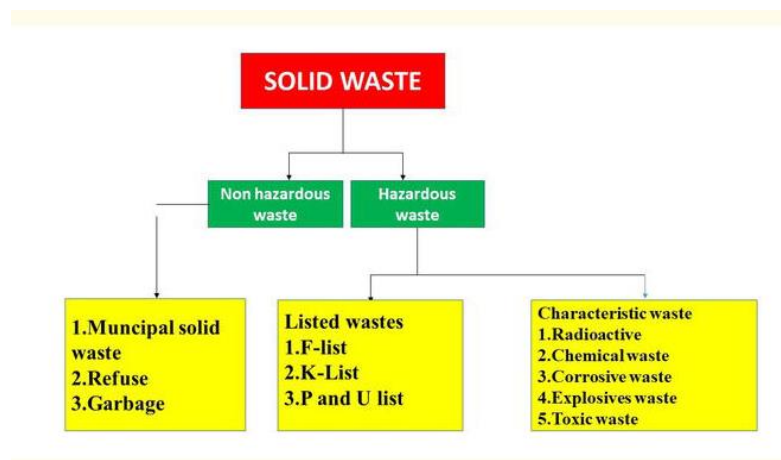 SOLID WASTE
Non hazardous
waste
Hazardous
waste
1.Muncipal solid
waste
2.Refuse
3.Garbage
Listed wastes
1.F-list
2.K-List
3.P and U list
Characteristic waste
1.Radioactive
2.Chemical waste
3.Corrosive waste
4.Explosives waste
5.Toxic waste